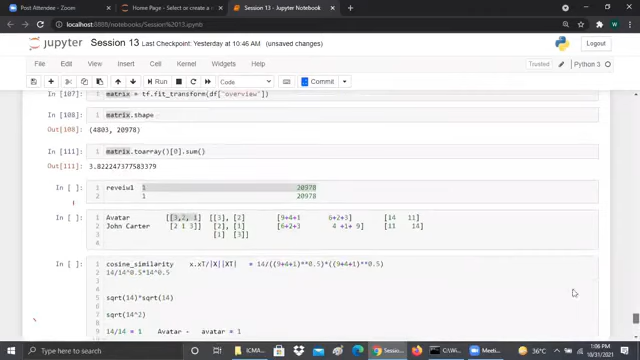 Post Attendee - Zoom
Home Page - Select or create a n
Session 13 - Jupyter Notebook
localhost:8888/notebooks/Session%2013.ipynb
jupyter Session 13 Last Checkpoint: Yesterday at 10:46 AM (unsaved changes)
Logout
File Edit View Insert Cell Kernel Widgets Help
Trusted
Python 3
Run
Code
Commit
In [107]: 1 matrix = tf.fit_transform(df["overview"])
In [108]: 1 matrix.shape
Out[108]: (4803, 20978)
In [111]: 1 matrix.toarray()[0].sum()
Out[111]: 3.822247377583379
In [ ]: 1 reveiw1 1 20978
2 1 20978
In [ ]: 1 Avatar [[3,2, 1] [[3], [2] [9+4+1 6+2+3] [14 11]
2 John Carter [2 1 3]] [2], [1] [6+2+3 4 +1+ 9] [11 14]
3 [1] [3]]
4
In [ ]: 1 cosine_similarity x.xT/|X||XT| = 14/((9+4+1)**0.5)*((9+4+1)**0.5)
2 14/14^0.5*14^0.5
3
4
5 sqrt(14)*sqrt(14)
6
7 sqrt(14^2)
8
9 14/14 = 1 Avatar - avatar = 1
Type here to search
Sessi...
C:\Wi...
Meeti...
36°C
ENG
1:06 PM